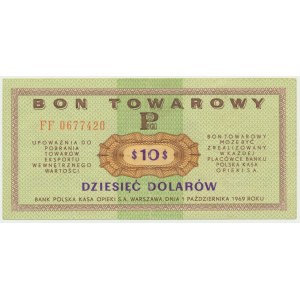 BON TOWAROWY
FF 0677420
UPOWAŻNIA DO
POBRANIA
TOWARÓW
EKSPORTU
WEWNĘTRZNEGO
WARTOŚCI
$10$
BON TOWAROWY
MOŻE BYĆ
ZREALIZOWANY
W KAŻDEJ
PLACÓWCE BANKU
POLSKA KASA
OPIEKI S.A.
DZIESIĘĆ DOLARÓW
BANK POLSKA KASA OPIEKI S.A. WARSZAWA DNIA 1 PAŹDZIERNIKA 1969 ROKU